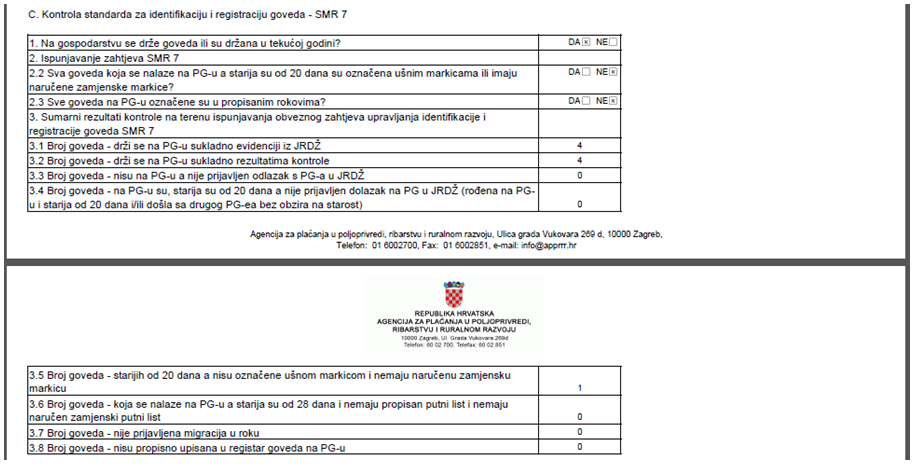 C. Kontrola standarda za identifikaciju i registraciju goveda - SMR 7
1. Na gospodarstvu se drže goveda ili su držana u tekućoj godini? DA☒ NE☐
2. Ispunjavanje zahtjeva SMR 7
2.2 Sva goveda koja se nalaze na PG-u a starija su od 20 dana su označena ušnim markicama ili imaju DA☐ NE☒
naručene zamjenske markice?
2.3 Sve goveda na PG-u označene su u propisanim rokovima? DA☐ NE☒
3. Sumarni rezultati kontrole na terenu ispunjavanja obveznog zahtjeva upravljanja identifikacije i
registracije goveda SMR 7
3.1 Broj goveda - drži se na PG-u sukladno evidenciji iz JRDŽ 4
3.2 Broj goveda - drži se na PG-u sukladno rezultatima kontrole 4
3.3 Broj goveda - nisu na PG-u a nije prijavljen odlazak s PG-a u JRDŽ 0
3.4 Broj goveda - na PG-u su, starija su od 20 dana a nije prijavljen dolazak na PG u JRDŽ (rođena na PG-
u i starija od 20 dana i/ili došla sa drugog PG-ea bez obzira na starost) 0
Agencija za plaćanja u poljoprivredi, ribarstvu i ruralnom razvoju, Ulica grada Vukovara 269 d, 10000 Zagreb,
Telefon: 01 6002700, Fax: 01 6002851, e-mail: info@apprrr.hr
REPUBLIKA HRVATSKA
AGENCIJA ZA PLAĆANJA U POLJOPRIVREDI,
RIBARSTVU I RURALNOM RAZVOJU
10000 Zagreb, Ul. Grada Vukovara 269d
Telefon: 60 02 700, Telefax: 60 02 851
3.5 Broj goveda - starijih od 20 dana a nisu označene ušnom markicom i nemaju naručenu zamjensku
markicu 1
3.6 Broj goveda - koja se nalaze na PG-u a starija su od 28 dana i nemaju propisan putni list i nemaju
naručen zamjenski putni list 0
3.7 Broj goveda - nije prijavljena migracija u roku 0
3.8 Broj goveda - nisu propisno upisana u registar goveda na PG-u 0